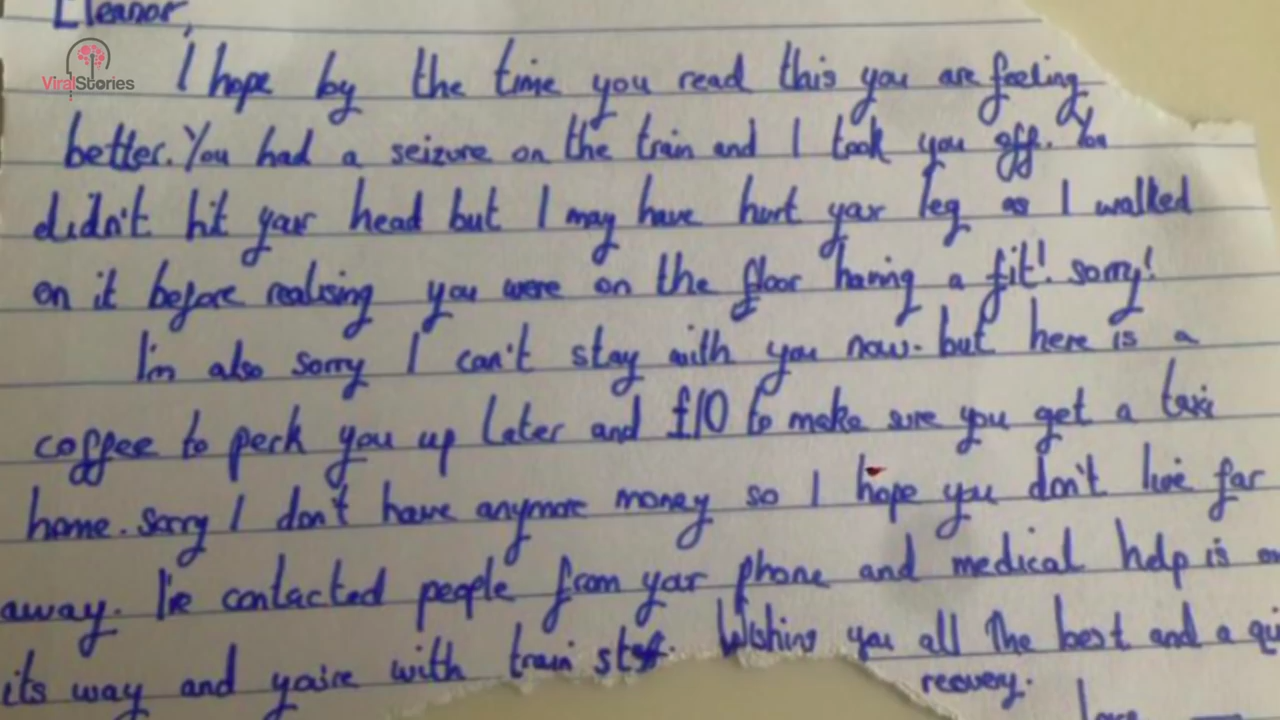 Eleanor,
ViralStories
I hope by the time you read this you are feeling
better. You had a seizure on the train and I took you off. You
didn't hit your head but I may have hurt your leg as I walked
on it before realising you were on the floor having a fit! sorry!
I'm also sorry I can't stay with you now. but here is a
coffee to perk you up later and £10 to make sure you get a taxi
home. Sorry I don't have anymore money so I hope you don't live far
away. I've contacted people from your phone and medical help is on
its way and you're with train staff. Wishing you all the best and a
recovery.
Love